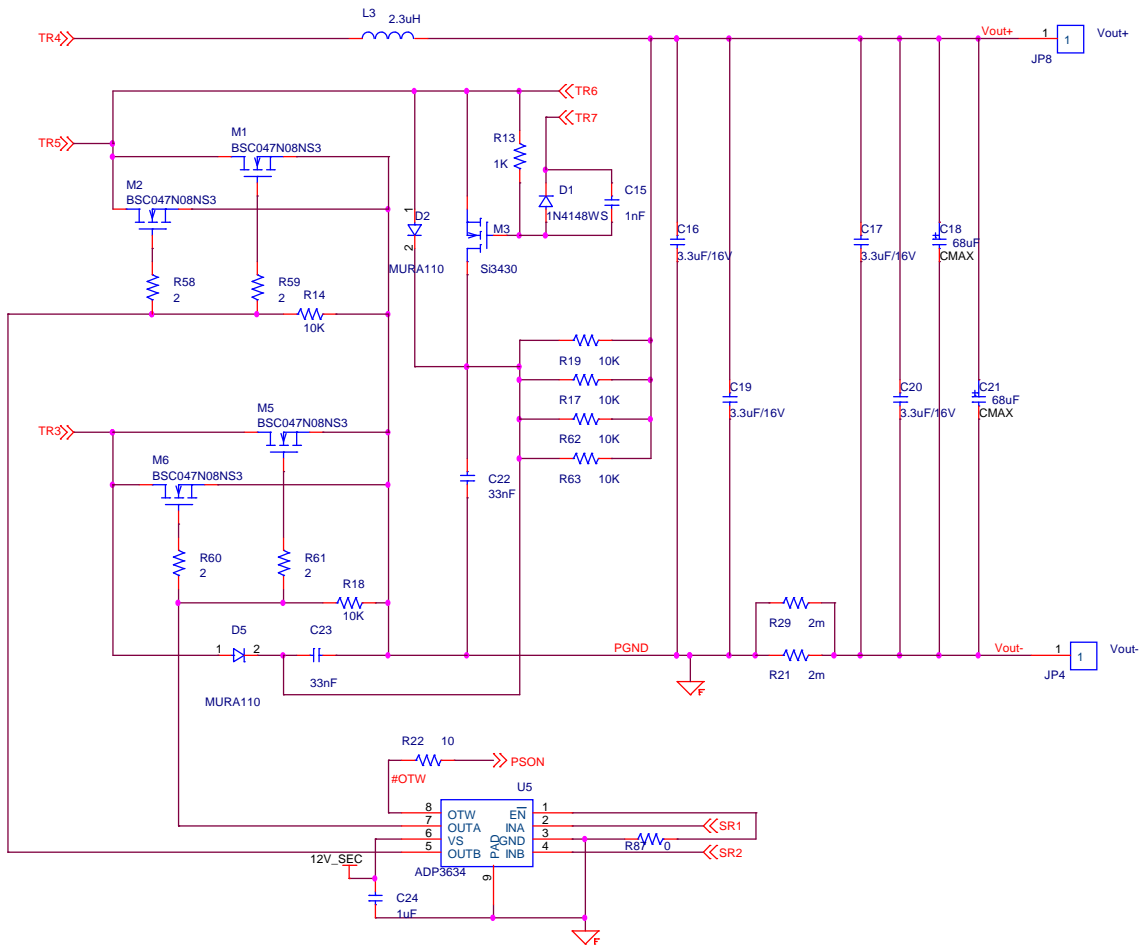 L3 2.3uH
TR4
Vout+
1
1
Vout+
JP8
TR6
TR7
TR5
M1
BSC047N08NS3
R13
1K
M2
BSC047N08NS3
D1
1N4148WS
C15
1nF
1
D2
2
MURA110
M3
Si3430
C16
3.3uF/16V
C17
3.3uF/16V
C18
68uF
CMAX
R58
2
R59
2
R14
10K
R19 10K
R17 10K
R62 10K
R63 10K
C19
3.3uF/16V
C20
3.3uF/16V
C21
68uF
CMAX
TR3
M5
BSC047N08NS3
M6
BSC047N08NS3
C22
33nF
R60
2
R61
2
R18
10K
R29 2m
D5
1 2
MURA110
C23
33nF
PGND
R21 2m
Vout-
1
1
Vout-
JP4
F
R22 10
PSON
#OTW
U5
8 OTW
7 OUTA
6 VS
5 OUTB
EN 1
INA 2
GND 3
INB 4
PAD
9
ADP3634
SR1
R87 0
SR2
12V_SEC
C24
1uF
F